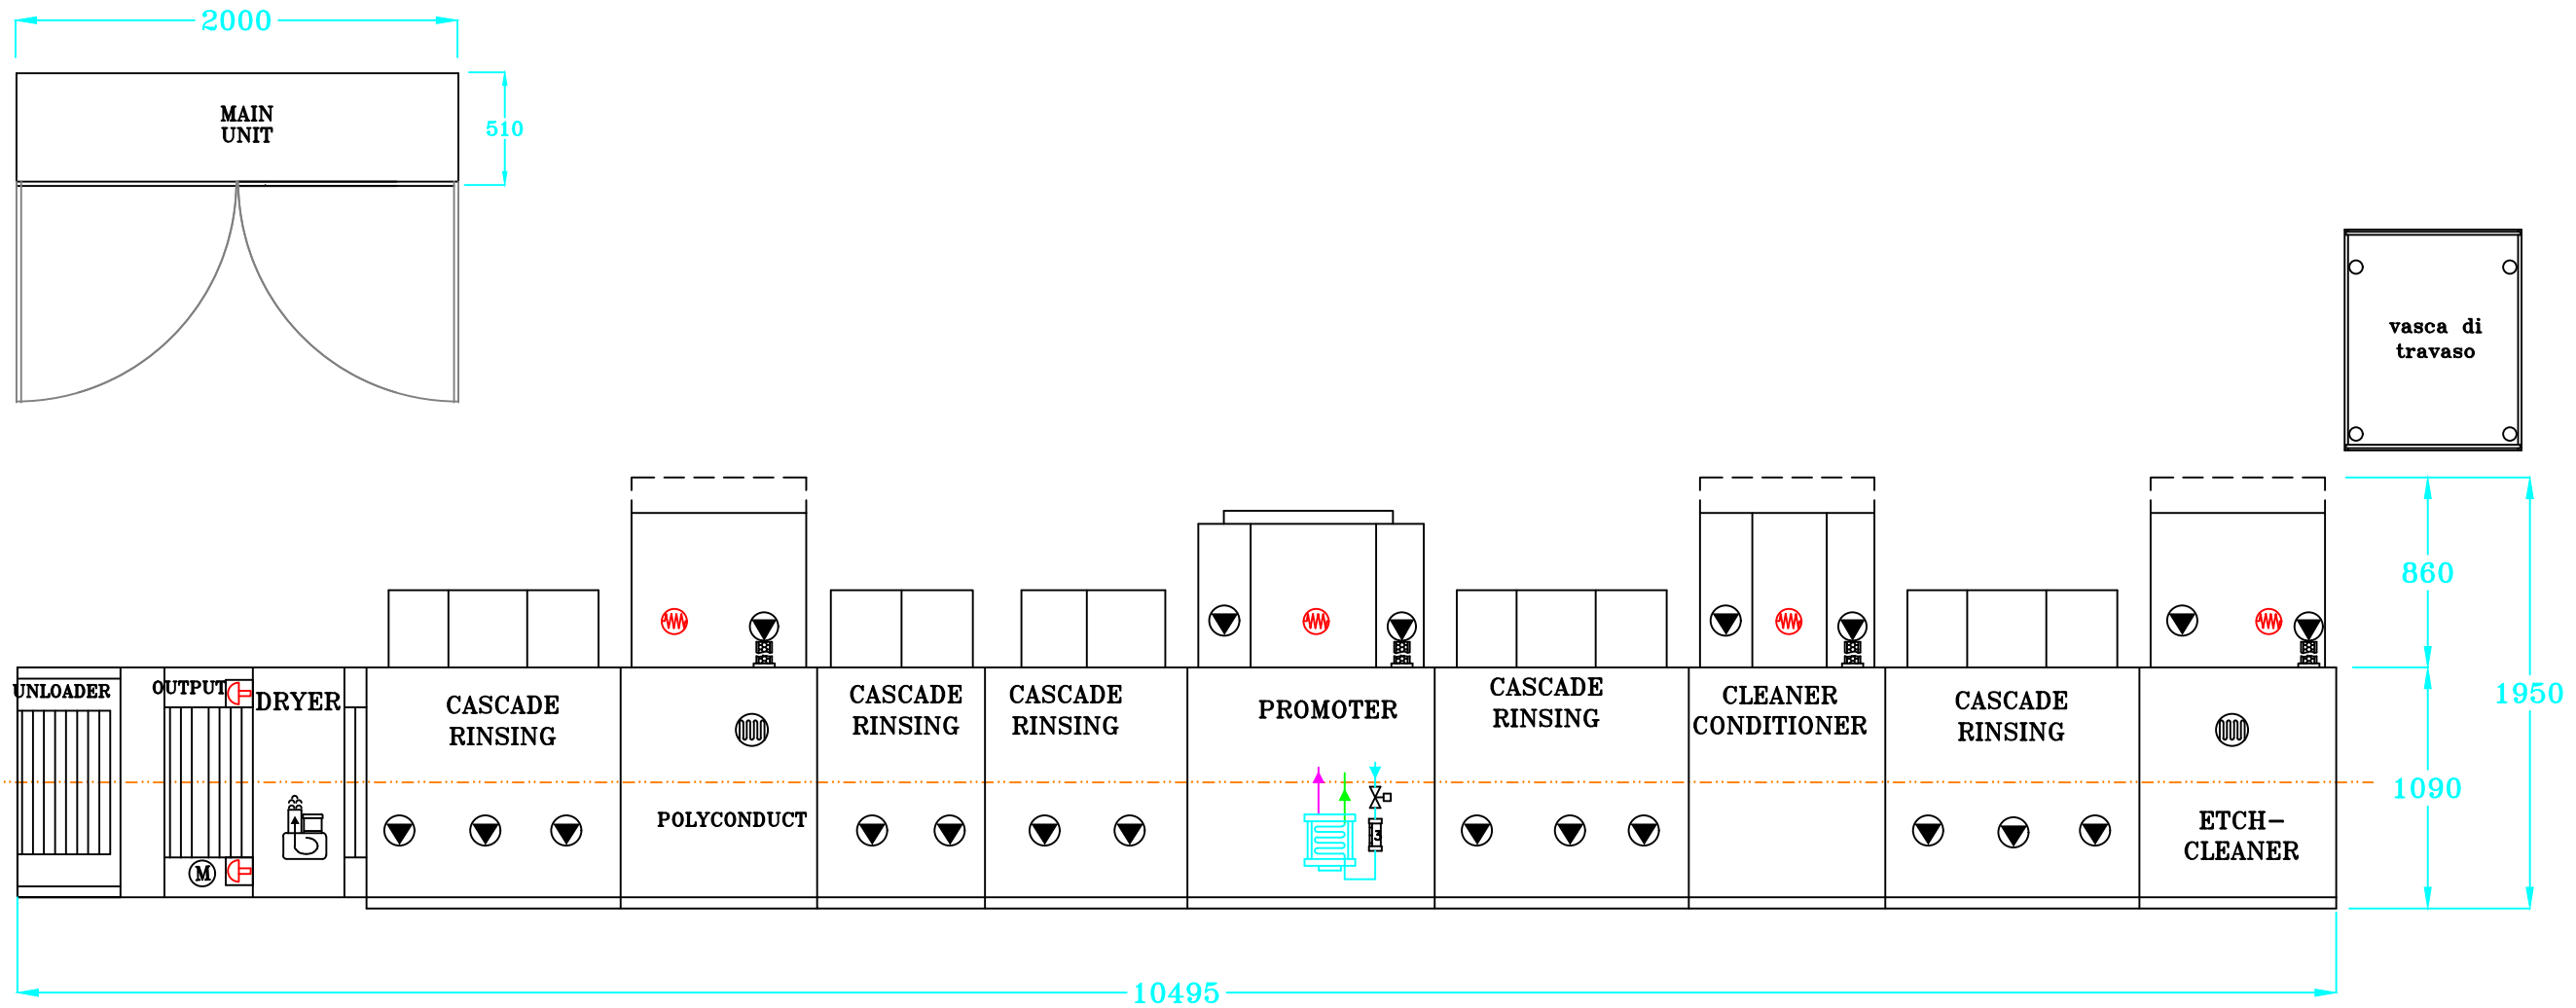 2000
MAIN
UNIT
510
vasca di
travaso
860
1950
1090
UNLOADER
OUTPUT
DRYER
M
CASCADE
RINSING
POLYCONDUCT
CASCADE
RINSING
CASCADE
RINSING
PROMOTER
3
CASCADE
RINSING
CLEANER
CONDITIONER
CASCADE
RINSING
ETCH-
CLEANER
10495